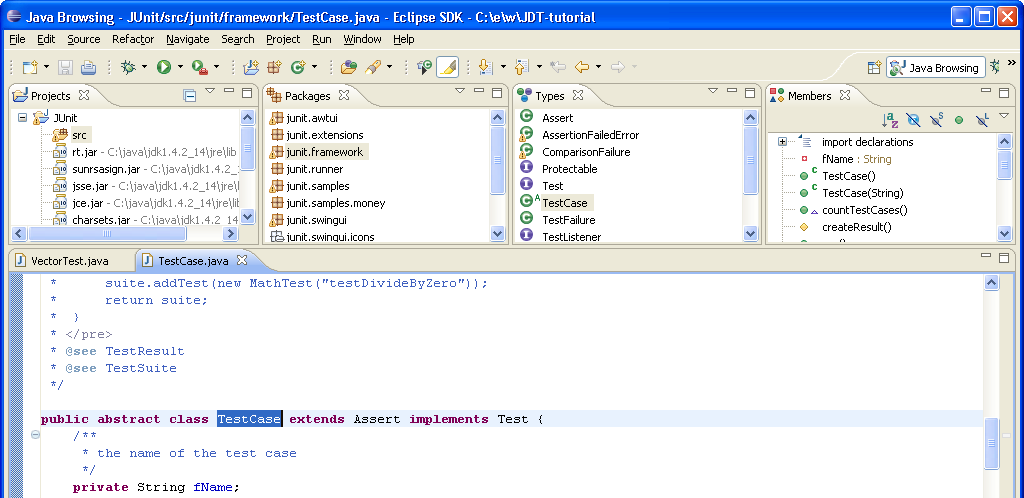 Java Browsing - JUnit/src/junit/framework/TestCase.java - Eclipse SDK - C:\e\w\JDT-tutorial
File Edit Source Refactor Navigate Search Project Run Window Help
Java Browsing
Projects
JUnit
src
rt.jar - C:\java\jdk1.4.2_14\jre\lib
sunrsasign.jar - C:\java\jdk1.4.2_14\jre\l
jsse.jar - C:\java\jdk1.4.2_14\jre\l
jce.jar - C:\java\jdk1.4.2_14\jre\lib
charsets.jar - C:\java\jdk1.4.2_14
Packages
junit.awtui
junit.extensions
junit.framework
junit.runner
junit.samples
junit.samples.money
junit.swingui
junit.swingui.icons
Types
Assert
AssertionFailedError
ComparisonFailure
Protectable
Test
TestCase
TestFailure
TestListener
Members
import declarations
fName : String
TestCase()
TestCase(String)
countTestCases()
createResult()
VectorTest.java
TestCase.java
* suite.addTest(new MathTest("testDivideByZero"));
* return suite;
* }
* </pre>
* @see TestResult
* @see TestSuite
*/
public abstract class TestCase extends Assert implements Test {
/**
* the name of the test case
*/
private String fName;